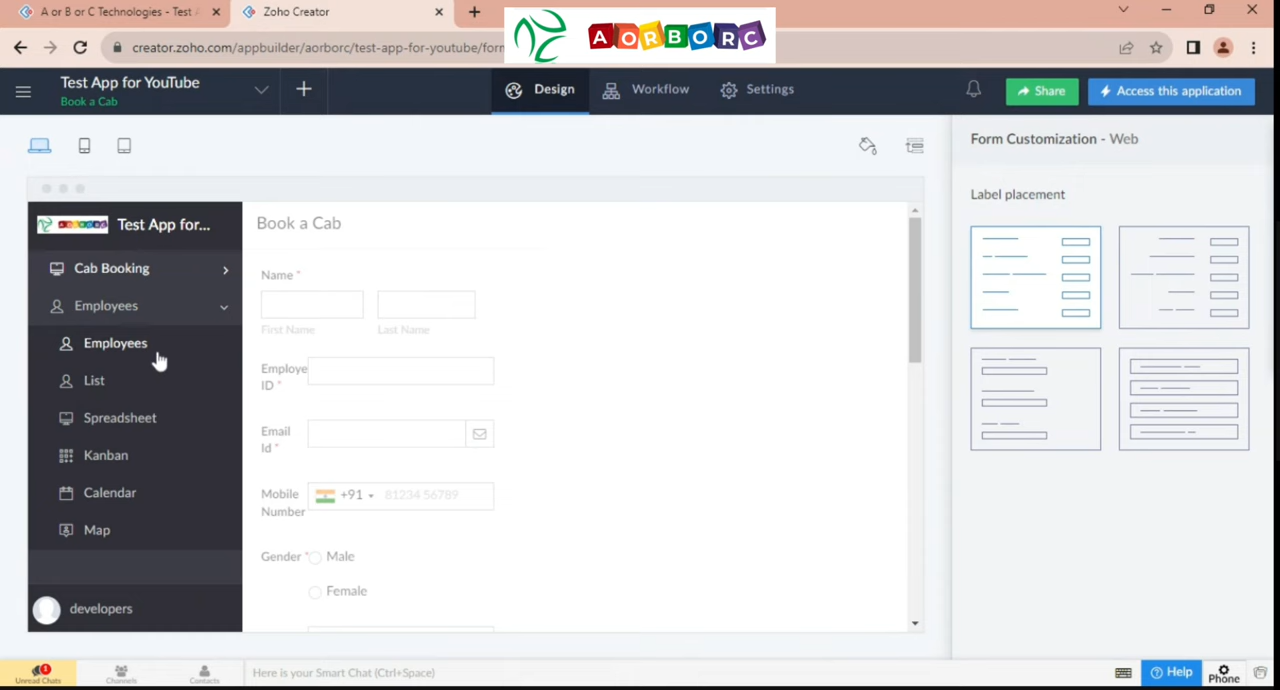 A or B or C Technologies - Test
Zoho Creator
AORBORC
creator.zoho.com/appbuilder/aorborc/test-app-for-youtube/form
Test App for YouTube
Book a Cab
Design
Workflow
Settings
Share
Access this application
Form Customization - Web
Label placement
Test App for...
Cab Booking
Employees
Employees
List
Spreadsheet
Kanban
Calendar
Map
developers
Book a Cab
Name *
First Name
Last Name
Employe
ID *
Email
Id *
Mobile
Number
+91
81234 56789
Gender *
Male
Female
1
Unread Chats
Channels
Contacts
Here is your Smart Chat (Ctrl+Space)
Help
Phone